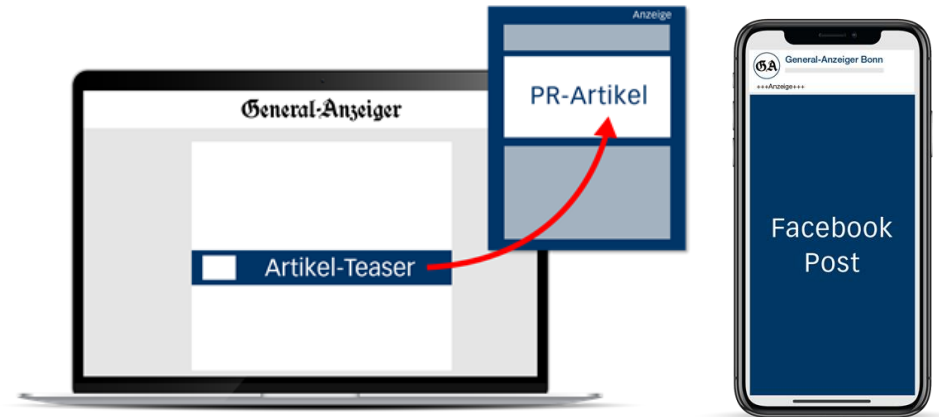 General-Anzeiger
Artikel-Teaser
Anzeige
PR-Artikel
GA
General-Anzeiger Bonn
+++Anzeige+++
Facebook
Post